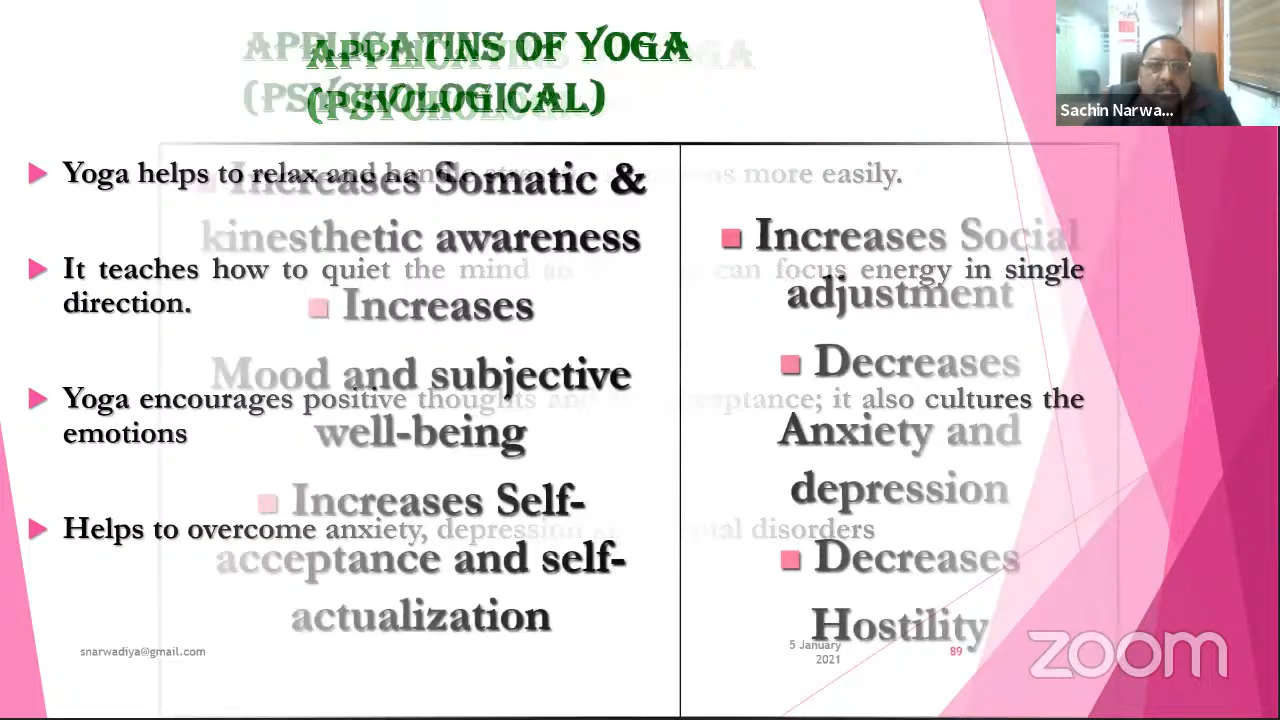 APPLICATINS OF YOGA
Sachin Narwa...
Yoga helps to relax and more easily.
It teaches how to quiet the mind can focus energy in single
direction.
Yoga encourages positive thoughts and it also cultures the
emotions
Helps to overcome anxiety, depression disorders
Increases Somatic &
kinesthetic awareness
Increases
Mood and subjective
well-being
Increases Self-
acceptance and self-
actualization
Increases Social
adjustment
Decreases
Anxiety and
depression
Decreases
Hostility
snarwadiya@gmail.com
5 January
2021
89
zoom